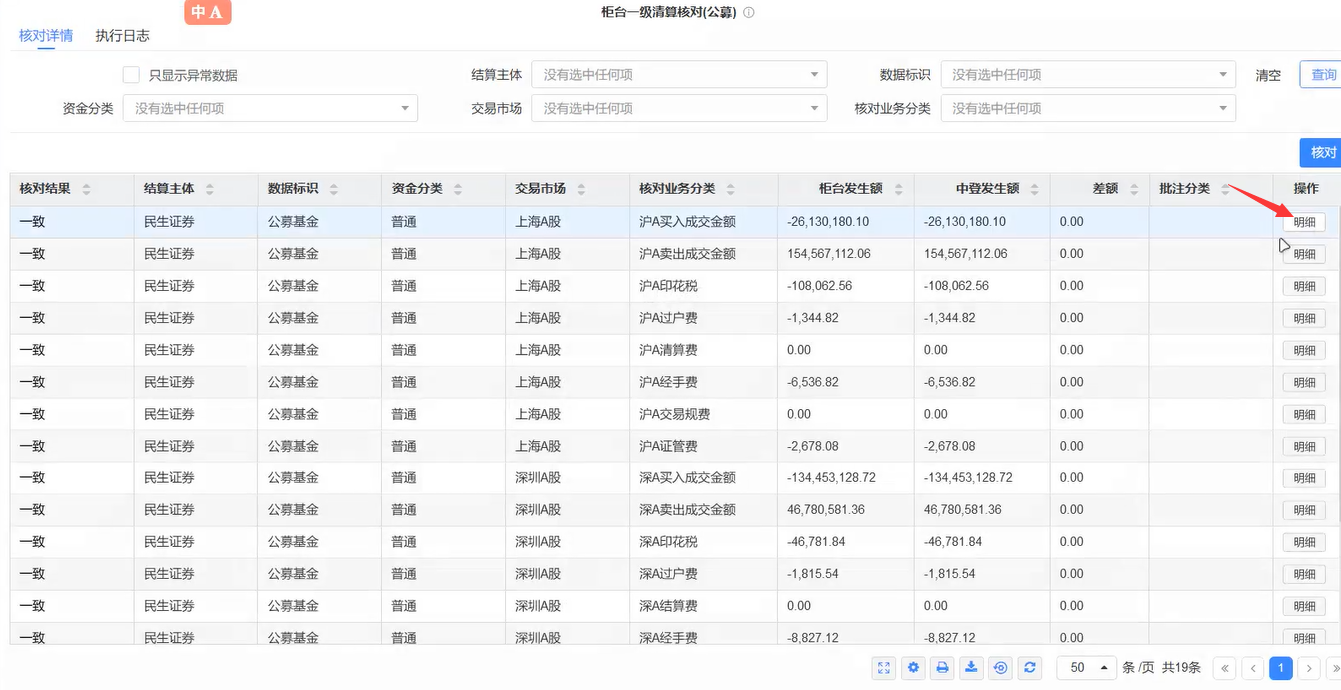 中 A
柜台一级清算核对(公募)
核对详情 执行日志
只显示异常数据 结算主体 没有选中任何项 数据标识 没有选中任何项 清空 查询
资金分类 没有选中任何项 交易市场 没有选中任何项 核对业务分类 没有选中任何项
核对
核对结果 结算主体 数据标识 资金分类 交易市场 核对业务分类 柜台发生额 中登发生额 差额 批注分类 操作
一致 民生证券 公募基金 普通 上海A股 沪A买入成交金额 -26,130,180.10 -26,130,180.10 0.00 明细
一致 民生证券 公募基金 普通 上海A股 沪A卖出成交金额 154,567,112.06 154,567,112.06 0.00 明细
一致 民生证券 公募基金 普通 上海A股 沪A印花税 -108,062.56 -108,062.56 0.00 明细
一致 民生证券 公募基金 普通 上海A股 沪A过户费 -1,344.82 -1,344.82 0.00 明细
一致 民生证券 公募基金 普通 上海A股 沪A清算费 0.00 0.00 0.00 明细
一致 民生证券 公募基金 普通 上海A股 沪A经手费 -6,536.82 -6,536.82 0.00 明细
一致 民生证券 公募基金 普通 上海A股 沪A交易规费 0.00 0.00 0.00 明细
一致 民生证券 公募基金 普通 上海A股 沪A证管费 -2,678.08 -2,678.08 0.00 明细
一致 民生证券 公募基金 普通 深圳A股 深A买入成交金额 -134,453,128.72 -134,453,128.72 0.00 明细
一致 民生证券 公募基金 普通 深圳A股 深A卖出成交金额 46,780,581.36 46,780,581.36 0.00 明细
一致 民生证券 公募基金 普通 深圳A股 深A印花税 -46,781.84 -46,781.84 0.00 明细
一致 民生证券 公募基金 普通 深圳A股 深A过户费 -1,815.54 -1,815.54 0.00 明细
一致 民生证券 公募基金 普通 深圳A股 深A结算费 0.00 0.00 0.00 明细
一致 民生证券 公募基金 普通 深圳A股 深A经手费 -8,827.12 -8,827.12 0.00 明细
50 条 /页 共19条 « ‹ 1 › »